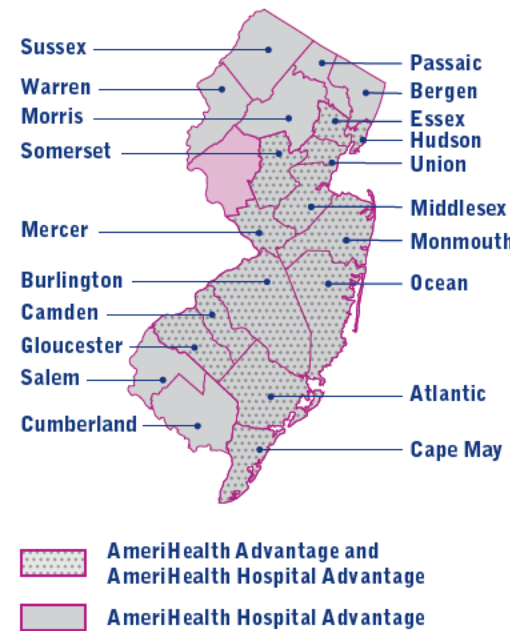 Sussex
Warren
Morris
Somerset
Mercer
Burlington
Camden
Gloucester
Salem
Cumberland
Passaic
Bergen
Essex
Hudson
Union
Middlesex
Monmouth
Ocean
Atlantic
Cape May
AmeriHealth Advantage and
AmeriHealth Hospital Advantage
AmeriHealth Hospital Advantage